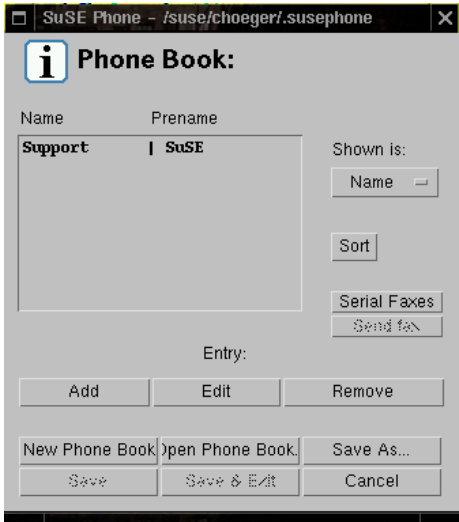 SuSE Phone - /suse/choeger/.susephone
i Phone Book:
Name Prename
Support | SuSE
Shown is:
Name
Sort
Serial Faxes
Send fax
Entry:
Add Edit Remove
New Phone Book Open Phone Book. Save As...
Save Save & Exit Cancel